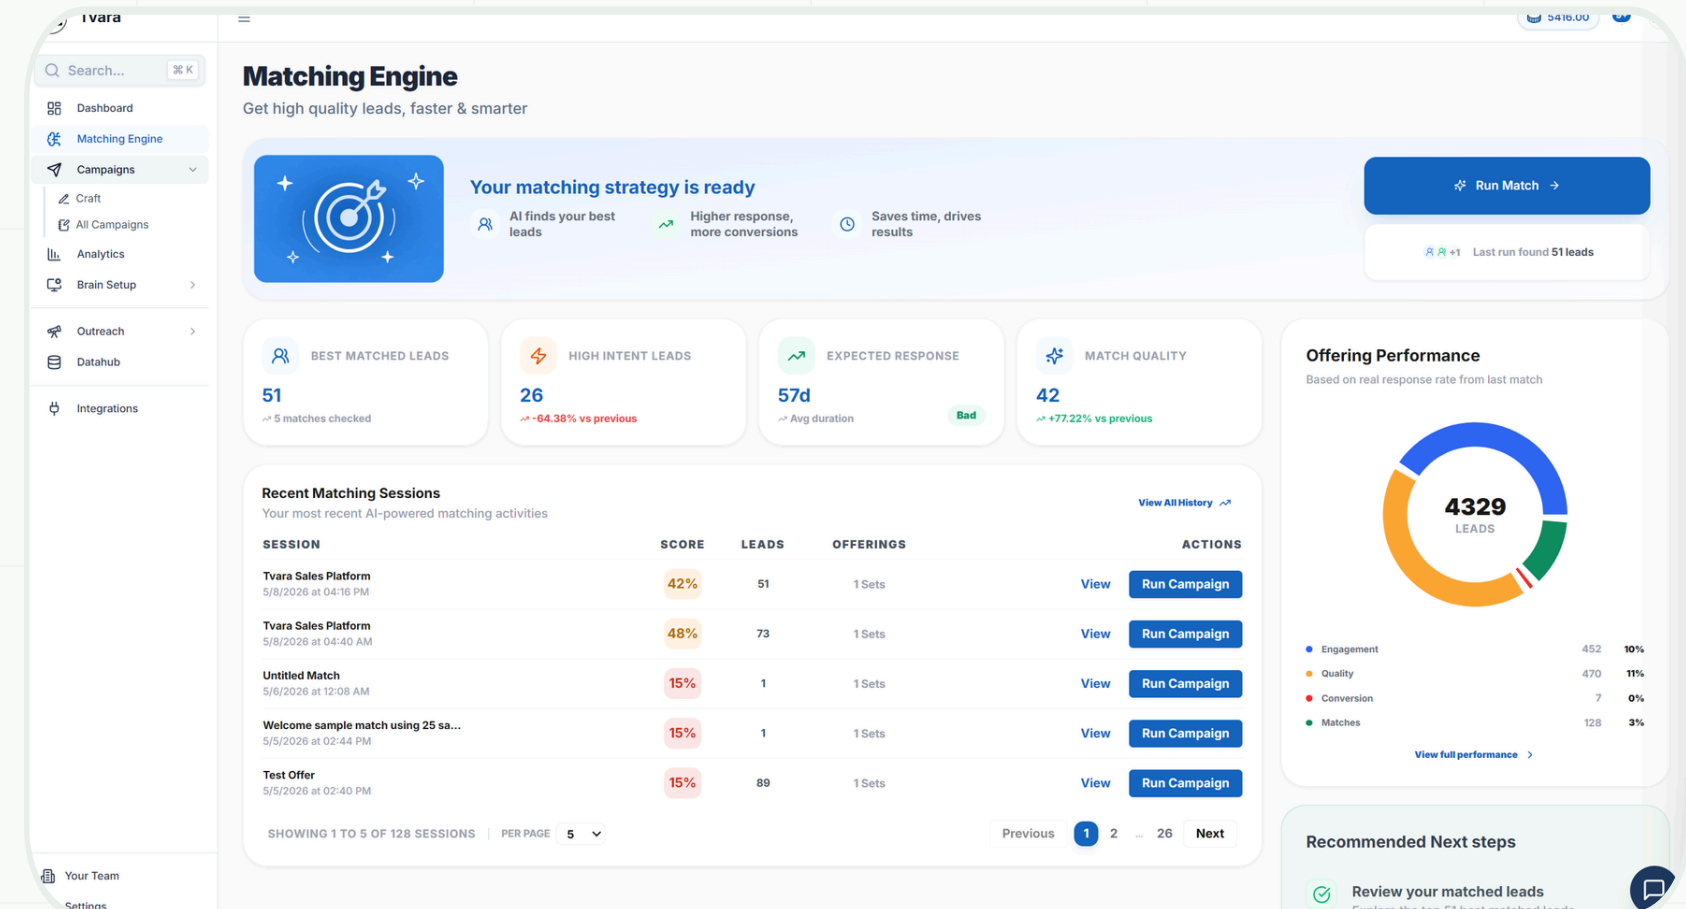 Tvara
5416.00
Search...
⌘ K
Dashboard
Matching Engine
Campaigns
Craft
All Campaigns
Analytics
Brain Setup
Outreach
Datahub
Integrations
Your Team
Settings
Matching Engine
Get high quality leads, faster & smarter
Your matching strategy is ready
AI finds your best
leads
Higher response,
more conversions
Saves time, drives
results
Run Match
+1 Last run found 51 leads
BEST MATCHED LEADS
51
5 matches checked
HIGH INTENT LEADS
26
-64.38% vs previous
EXPECTED RESPONSE
57d
Avg duration
Bad
MATCH QUALITY
42
+77.22% vs previous
Recent Matching Sessions
Your most recent AI-powered matching activities
View All History
SESSION SCORE LEADS OFFERINGS ACTIONS
Tvara Sales Platform
5/8/2026 at 04:16 PM
42% 51 1 Sets View Run Campaign
Tvara Sales Platform
5/8/2026 at 04:40 AM
48% 73 1 Sets View Run Campaign
Untitled Match
5/6/2026 at 12:08 AM
15% 1 1 Sets View Run Campaign
Welcome sample match using 25 sa...
5/5/2026 at 02:44 PM
15% 1 1 Sets View Run Campaign
Test Offer
5/5/2026 at 02:40 PM
15% 89 1 Sets View Run Campaign
SHOWING 1 TO 5 OF 128 SESSIONS PER PAGE 5
Previous 1 2 ... 26 Next
Offering Performance
Based on real response rate from last match
4329
LEADS
Engagement 452 10%
Quality 470 11%
Conversion 7 0%
Matches 128 3%
View full performance
Recommended Next steps
Review your matched leads
Explore the top 51 best matched leads